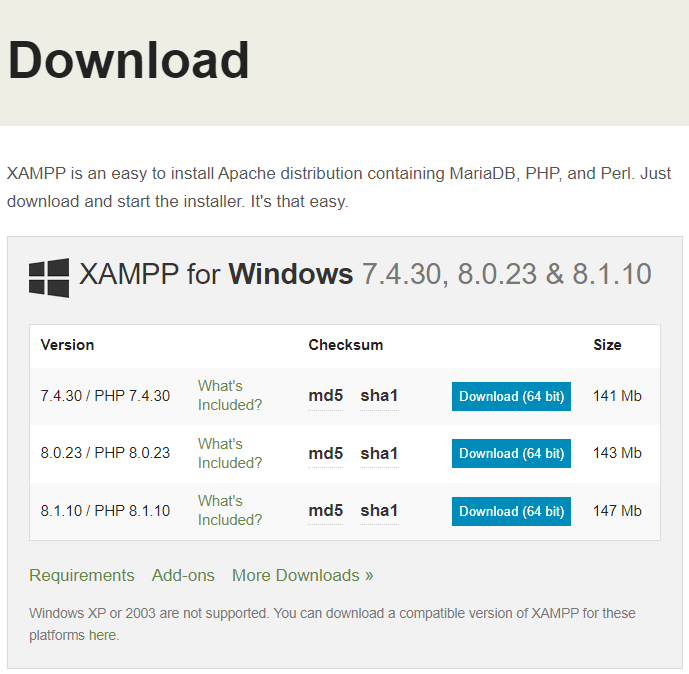 Download
XAMPP is an easy to install Apache distribution containing MariaDB, PHP, and Perl. Just
download and start the installer. It's that easy.
XAMPP for Windows 7.4.30, 8.0.23 & 8.1.10
Version Checksum Size
7.4.30 / PHP 7.4.30 What's Included? md5 sha1 Download (64 bit) 141 Mb
8.0.23 / PHP 8.0.23 What's Included? md5 sha1 Download (64 bit) 143 Mb
8.1.10 / PHP 8.1.10 What's Included? md5 sha1 Download (64 bit) 147 Mb
Requirements Add-ons More Downloads »
Windows XP or 2003 are not supported. You can download a compatible version of XAMPP for these
platforms here.